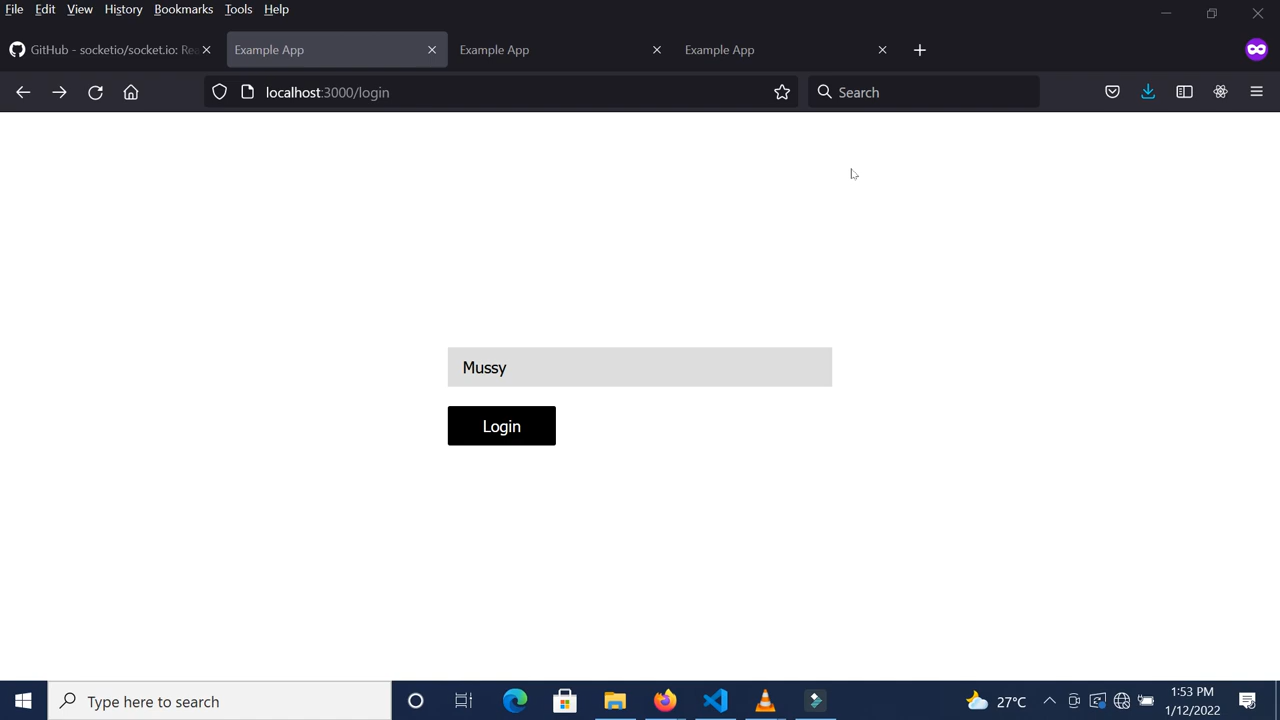 File Edit View History Bookmarks Tools Help
GitHub - socketio/socket.io: Rea
Example App
Example App
Example App
localhost:3000/login
Search
Mussy
Login
Type here to search
27°C
1:53 PM
1/12/2022